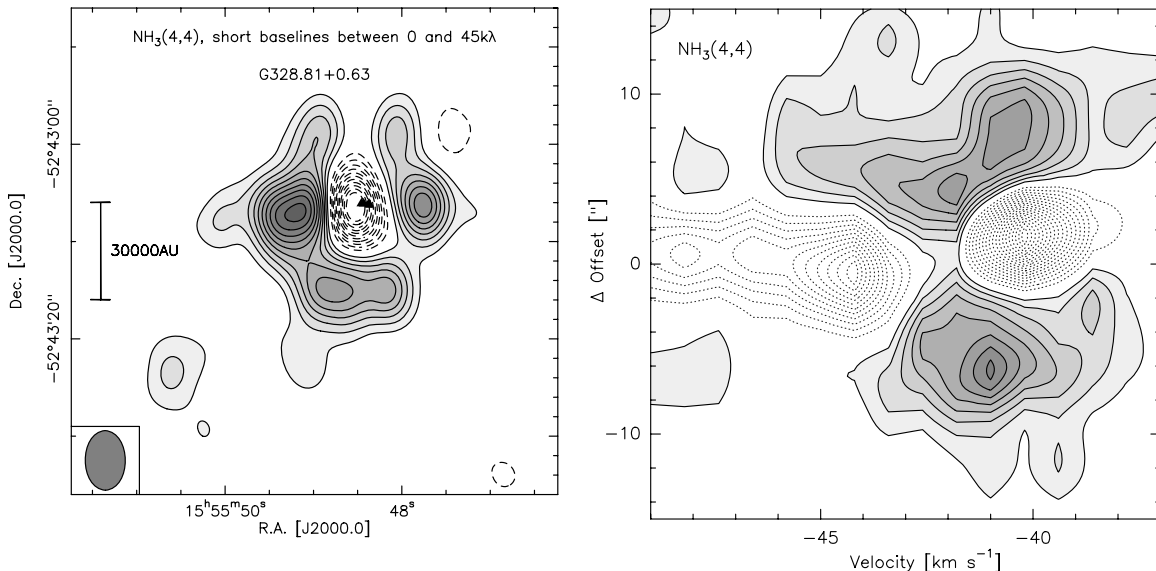 NH₃(4,4), short baselines between 0 and 45kλ
G328.81+0.63
Dec. [J2000.0]
−52°43'00"
−52°43'20"
30000AU
15ʰ55ᵐ50ˢ
48ˢ
R.A. [J2000.0]
NH₃(4,4)
Δ Offset ["]
10
0
−10
−45
−40
Velocity [km s⁻¹]